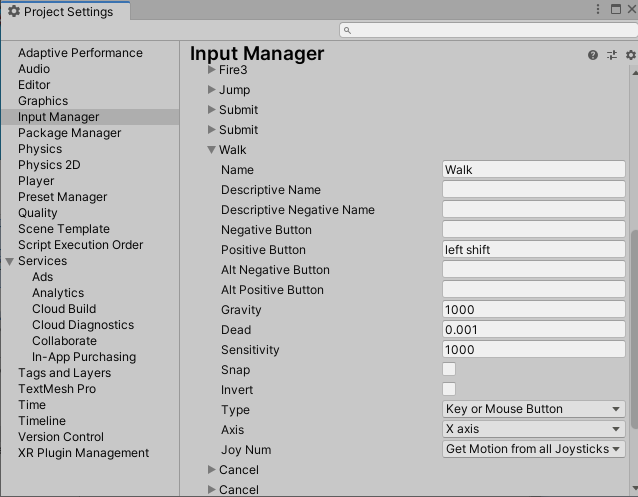 Project Settings
Input Manager
Adaptive Performance
Audio
Editor
Graphics
Input Manager
Package Manager
Physics
Physics 2D
Player
Preset Manager
Quality
Scene Template
Script Execution Order
Services
Ads
Analytics
Cloud Build
Cloud Diagnostics
Collaborate
In-App Purchasing
Tags and Layers
TextMesh Pro
Time
Timeline
Version Control
XR Plugin Management
Fire3
Jump
Submit
Submit
Walk
Name Walk
Descriptive Name
Descriptive Negative Name
Negative Button
Positive Button left shift
Alt Negative Button
Alt Positive Button
Gravity 1000
Dead 0.001
Sensitivity 1000
Snap
Invert
Type Key or Mouse Button
Axis X axis
Joy Num Get Motion from all Joysticks
Cancel
Cancel